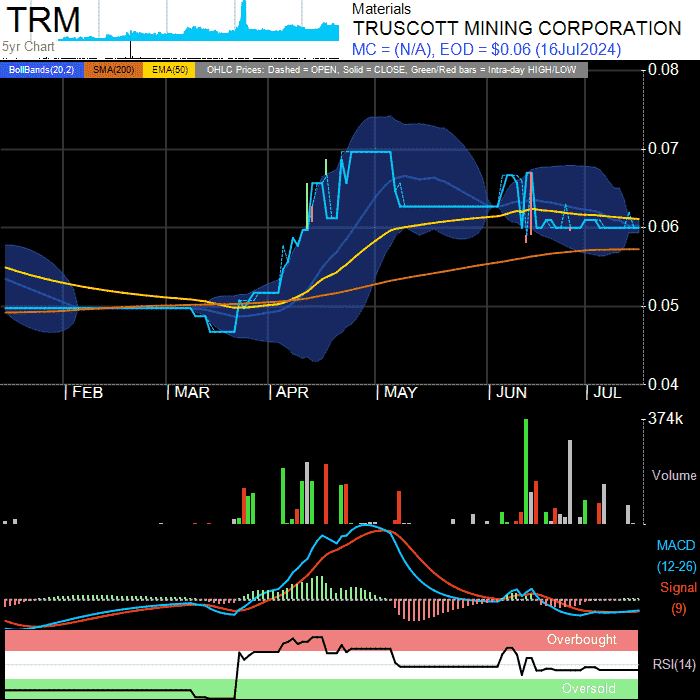 TRM
Materials
TRUSCOTT MINING CORPORATION
5yr Chart
MC = (N/A), EOD = $0.06 (16Jul2024)
BollBands(20,2) SMA(200) EMA(50) OHLC Prices: Dashed = OPEN, Solid = CLOSE, Green/Red bars = Intra-day HIGH/LOW
0.08
0.07
0.06
0.05
0.04
| FEB | MAR | APR | MAY | JUN | JUL
374k
Volume
MACD
(12-26)
Signal
(9)
Overbought
RSI(14)
Oversold